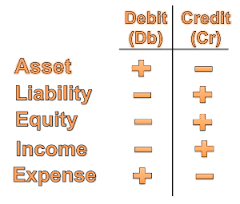 Debit Credit
(Db) (Cr)
Asset + −
Liability − +
Equity − +
Income − +
Expense + −